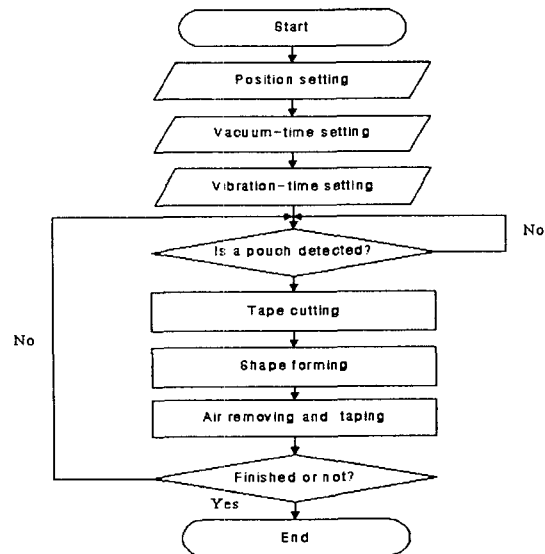 Start
Position setting
Vacuum-time setting
Vibration-time setting
No
Is a pouch detected?
Tape cutting
No
Shape forming
Air removing and taping
Finished or not?
Yes
End